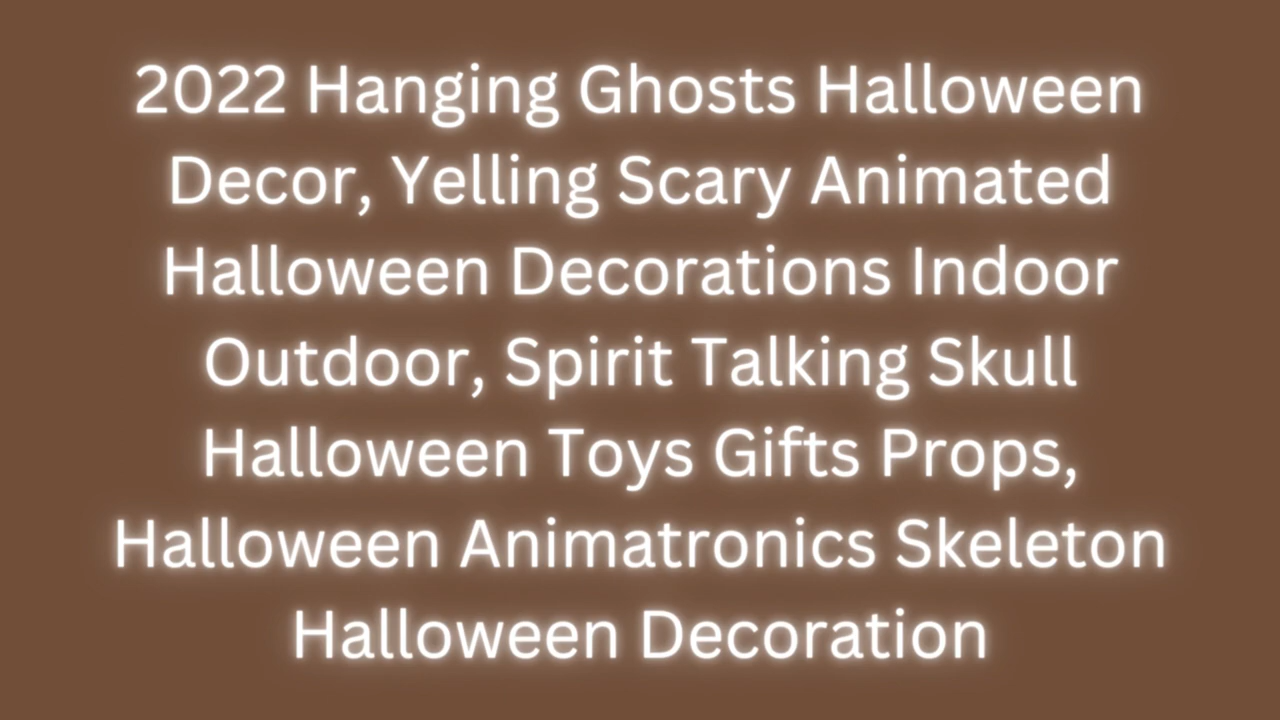 2022 Hanging Ghosts Halloween
Decor, Yelling Scary Animated
Halloween Decorations Indoor
Outdoor, Spirit Talking Skull
Halloween Toys Gifts Props,
Halloween Animatronics Skeleton
Halloween Decoration